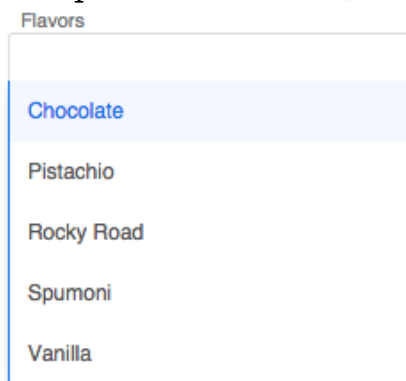 Flavors
Chocolate
Pistachio
Rocky Road
Spumoni
Vanilla